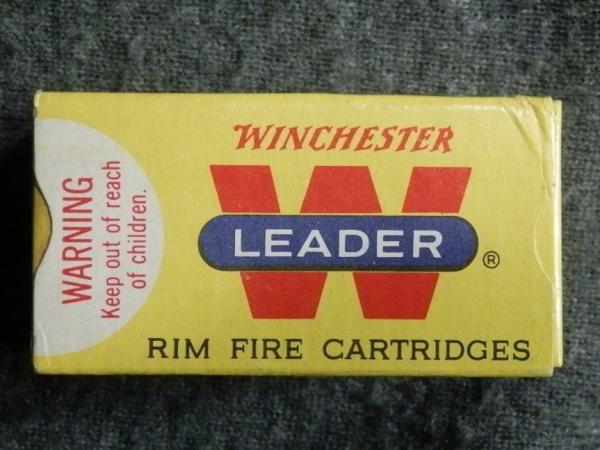 WINCHESTER
W
LEADER
®
RIM FIRE CARTRIDGES
WARNING
Keep out of reach
of children.